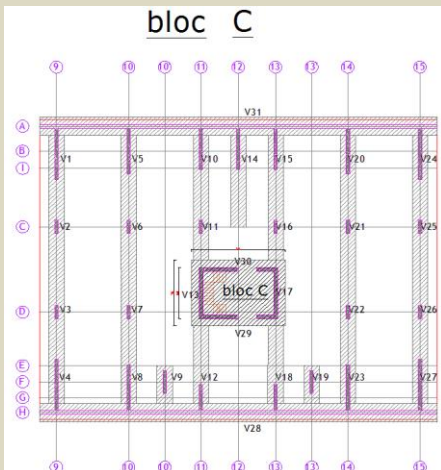 bloc C
9 10 10' 11 12 13 13' 14 15
V31
A
B
V1 V5 V10 V14 V15 V20 V24
I
C V2 V6 V11 V16 V21 V25
V30
V13 bloc C V17
D V3 V7 V22 V26
V29
E
F V4 V8 V9 V12 V18 V19 V23 V27
G
H
V28
9 10 10' 11 12 13 13' 14 15